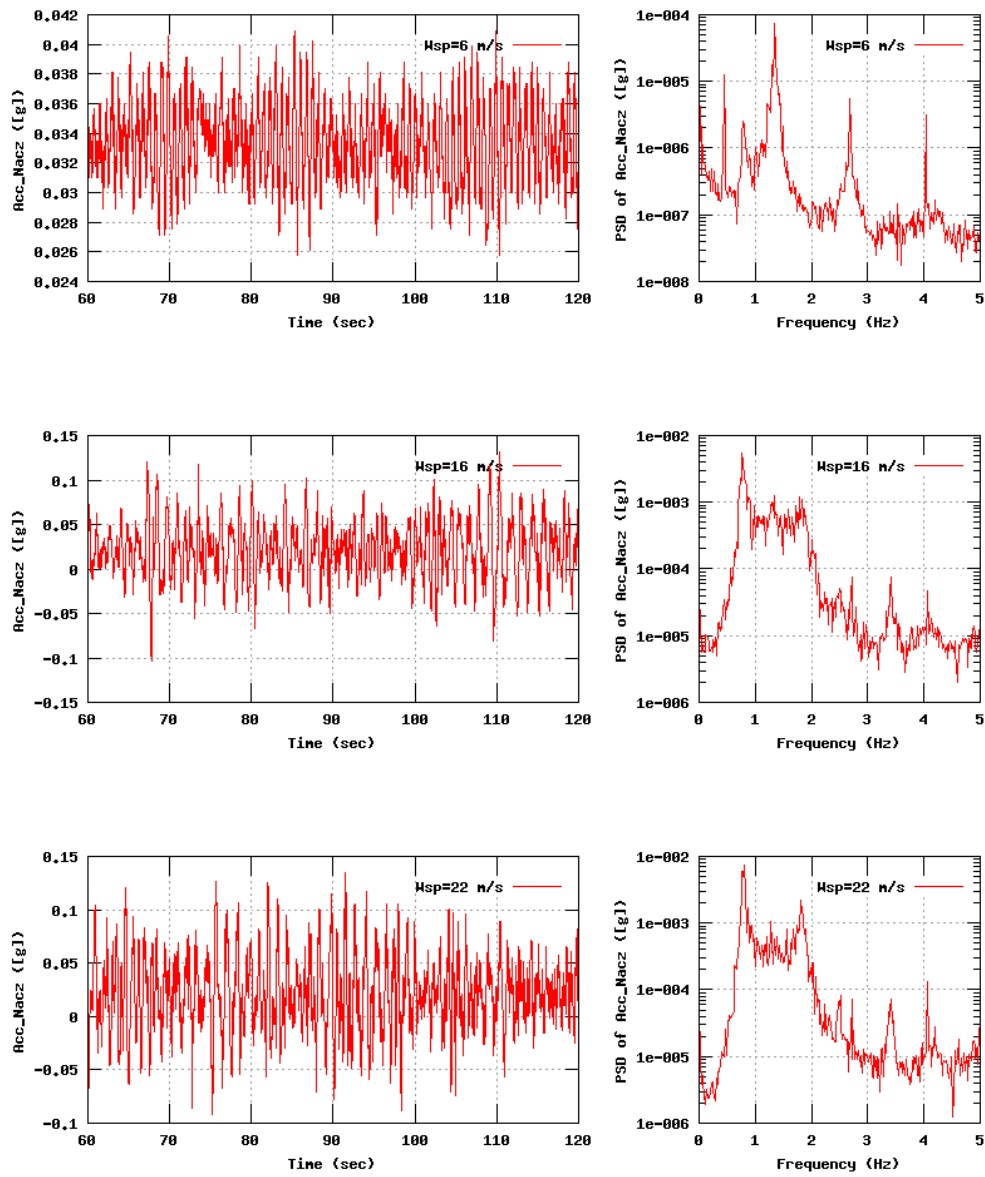 0.042
0.04
0.038
0.036
0.034
0.032
0.03
0.028
0.026
0.024
Acc_Nacz ([g]
Wsp=6 m/s
60 70 80 90 100 110 120
Time (sec)
1e-004
1e-005
1e-006
1e-007
1e-008
PSD of Acc_Nacz ([g])
Wsp=6 m/s
0 1 2 3 4 5
Frequency (Hz)
0.15
0.1
0.05
0
-0.05
-0.1
-0.15
Acc_Nacz ([g]
Wsp=16 m/s
60 70 80 90 100 110 120
Time (sec)
1e-002
1e-003
1e-004
1e-005
1e-006
PSD of Acc_Nacz ([g])
Wsp=16 m/s
0 1 2 3 4 5
Frequency (Hz)
0.15
0.1
0.05
0
-0.05
-0.1
Acc_Nacz ([g]
Wsp=22 m/s
60 70 80 90 100 110 120
Time (sec)
1e-002
1e-003
1e-004
1e-005
1e-006
PSD of Acc_Nacz ([g])
Wsp=22 m/s
0 1 2 3 4 5
Frequency (Hz)